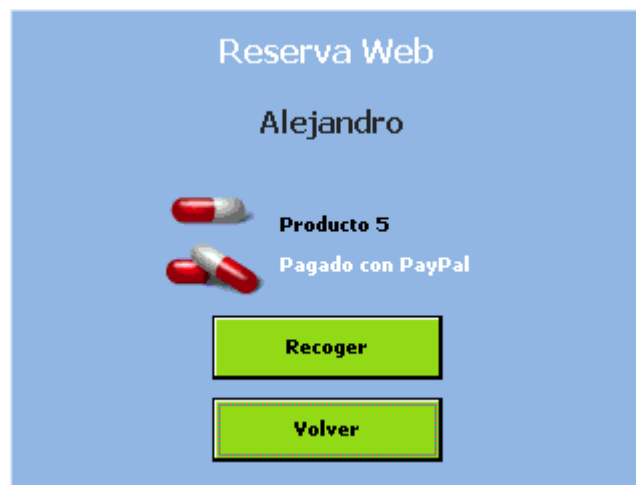 Reserva Web
Alejandro
Producto 5
Pagado con PayPal
Recoger
Volver